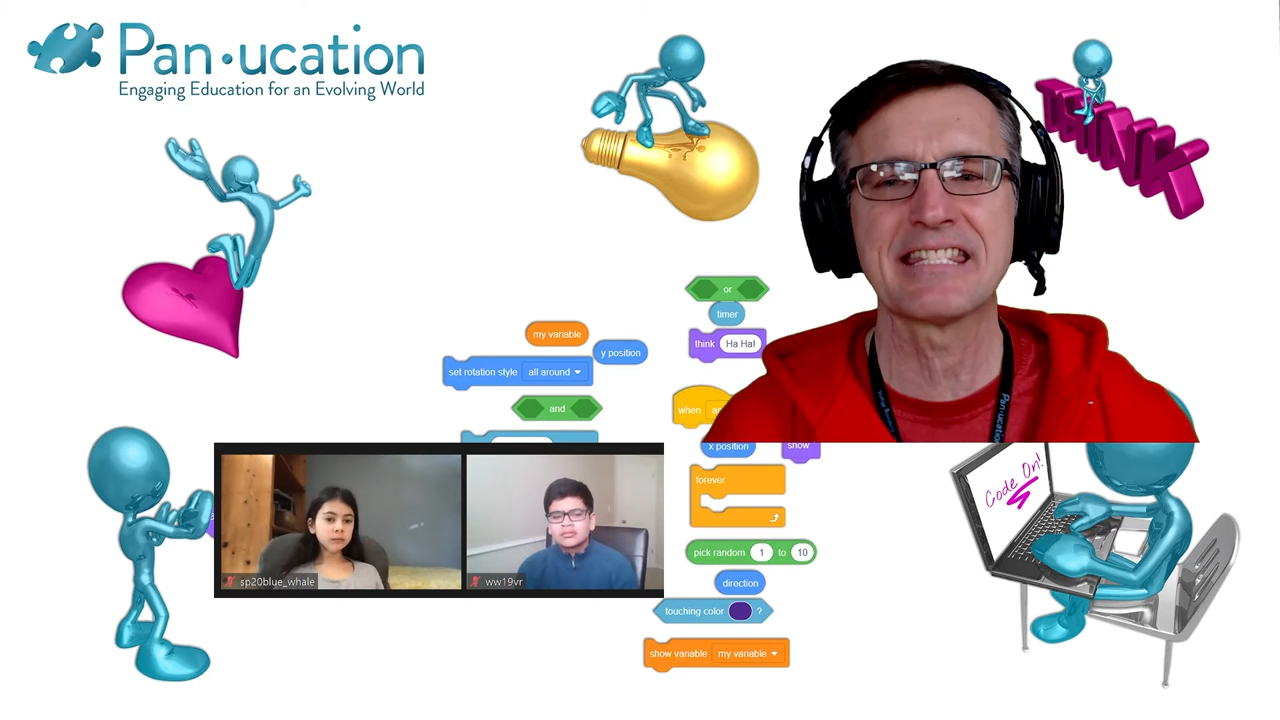 Pan·ucation
Engaging Education for an Evolving World
THINK
or
timer
think Ha Ha!
my variable
y position
set rotation style all around
and
when
x position
show
forever
pick random 1 to 10
direction
touching color ?
show variable my variable
sp20blue_whale
ww19vr
Code On!
Pan-ucation